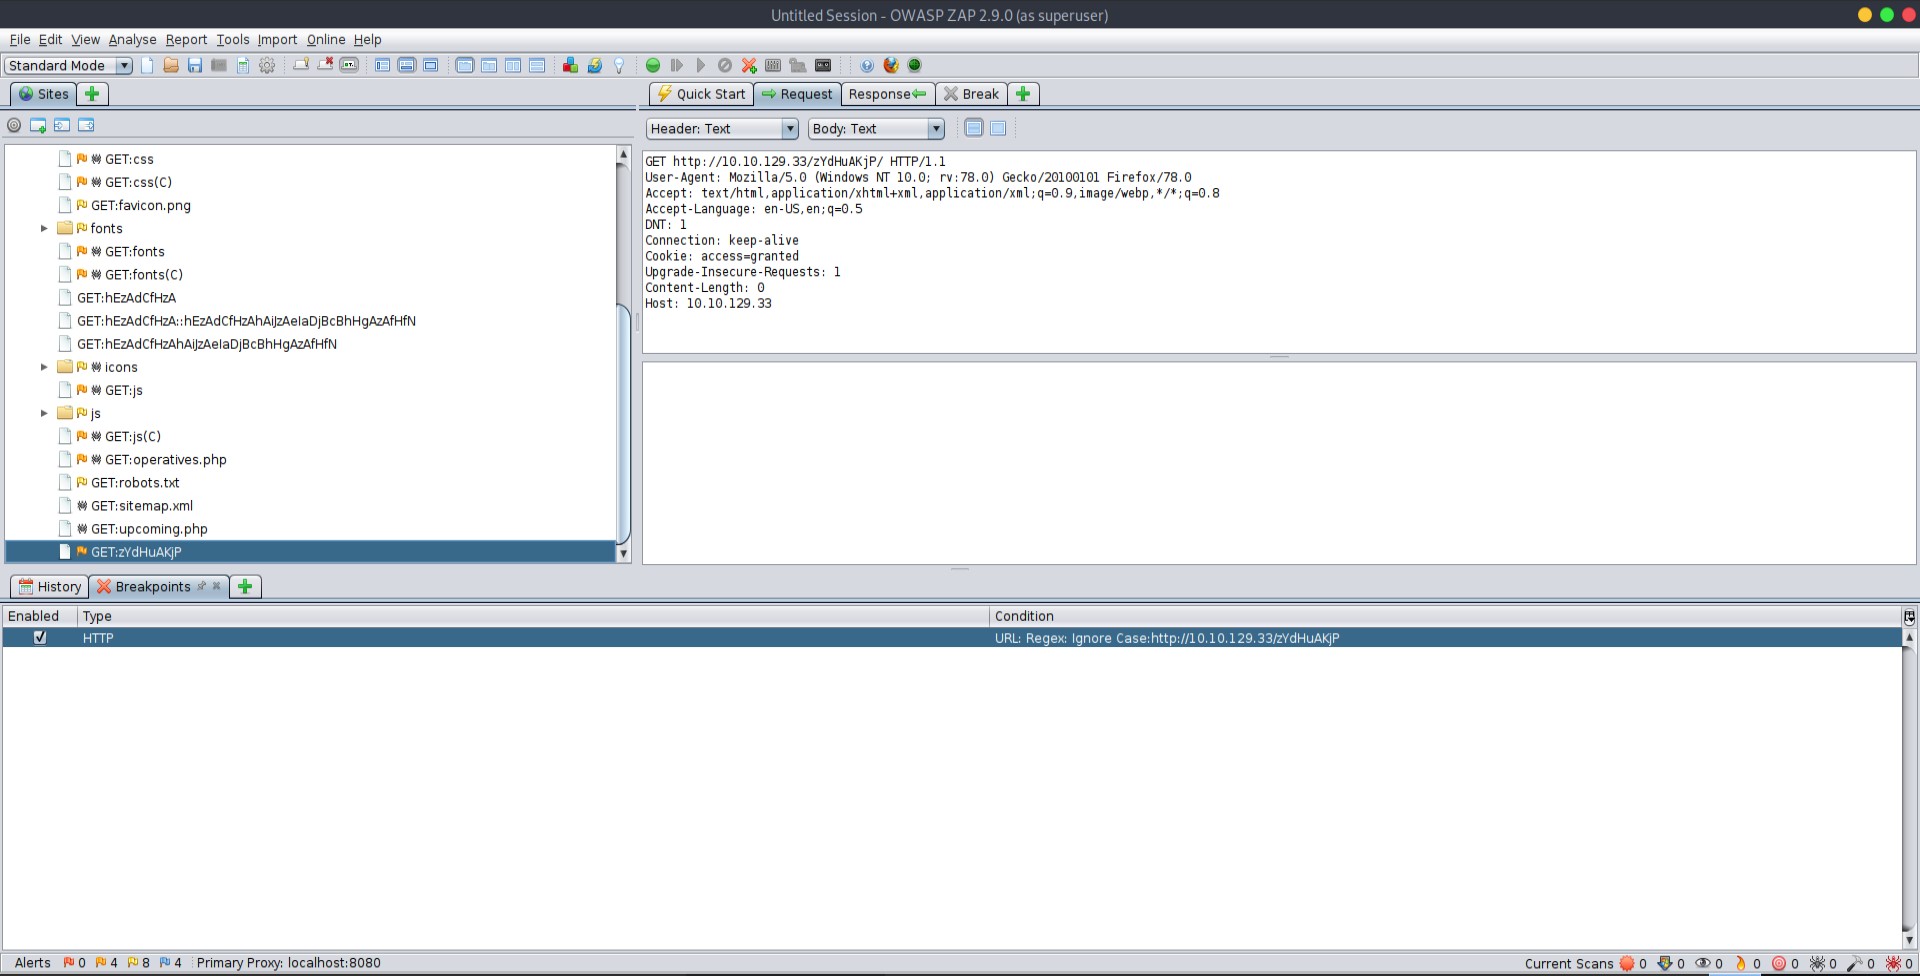 Untitled Session - OWASP ZAP 2.9.0 (as superuser)
File Edit View Analyse Report Tools Import Online Help
Standard Mode
Sites
Quick Start Request Response Break
Header: Text Body: Text
GET:css
GET:css(C)
GET:favicon.png
fonts
GET:fonts
GET:fonts(C)
GET:hEzAdCfHzA
GET:hEzAdCfHzA::hEzAdCfHzAhAiJzAeIaDjBcBhHgAzAfHfN
GET:hEzAdCfHzAhAiJzAeIaDjBcBhHgAzAfHfN
icons
GET:js
js
GET:js(C)
GET:operatives.php
GET:robots.txt
GET:sitemap.xml
GET:upcoming.php
GET:zYdHuAKjP
GET http://10.10.129.33/zYdHuAKjP/ HTTP/1.1
User-Agent: Mozilla/5.0 (Windows NT 10.0; rv:78.0) Gecko/20100101 Firefox/78.0
Accept: text/html,application/xhtml+xml,application/xml;q=0.9,image/webp,*/*;q=0.8
Accept-Language: en-US,en;q=0.5
DNT: 1
Connection: keep-alive
Cookie: access=granted
Upgrade-Insecure-Requests: 1
Content-Length: 0
Host: 10.10.129.33
History Breakpoints
Enabled Type Condition
HTTP URL: Regex: Ignore Case:http://10.10.129.33/zYdHuAKjP
Alerts 0 4 8 4 Primary Proxy: localhost:8080
Current Scans 0 0 0 0 0 0 0 0